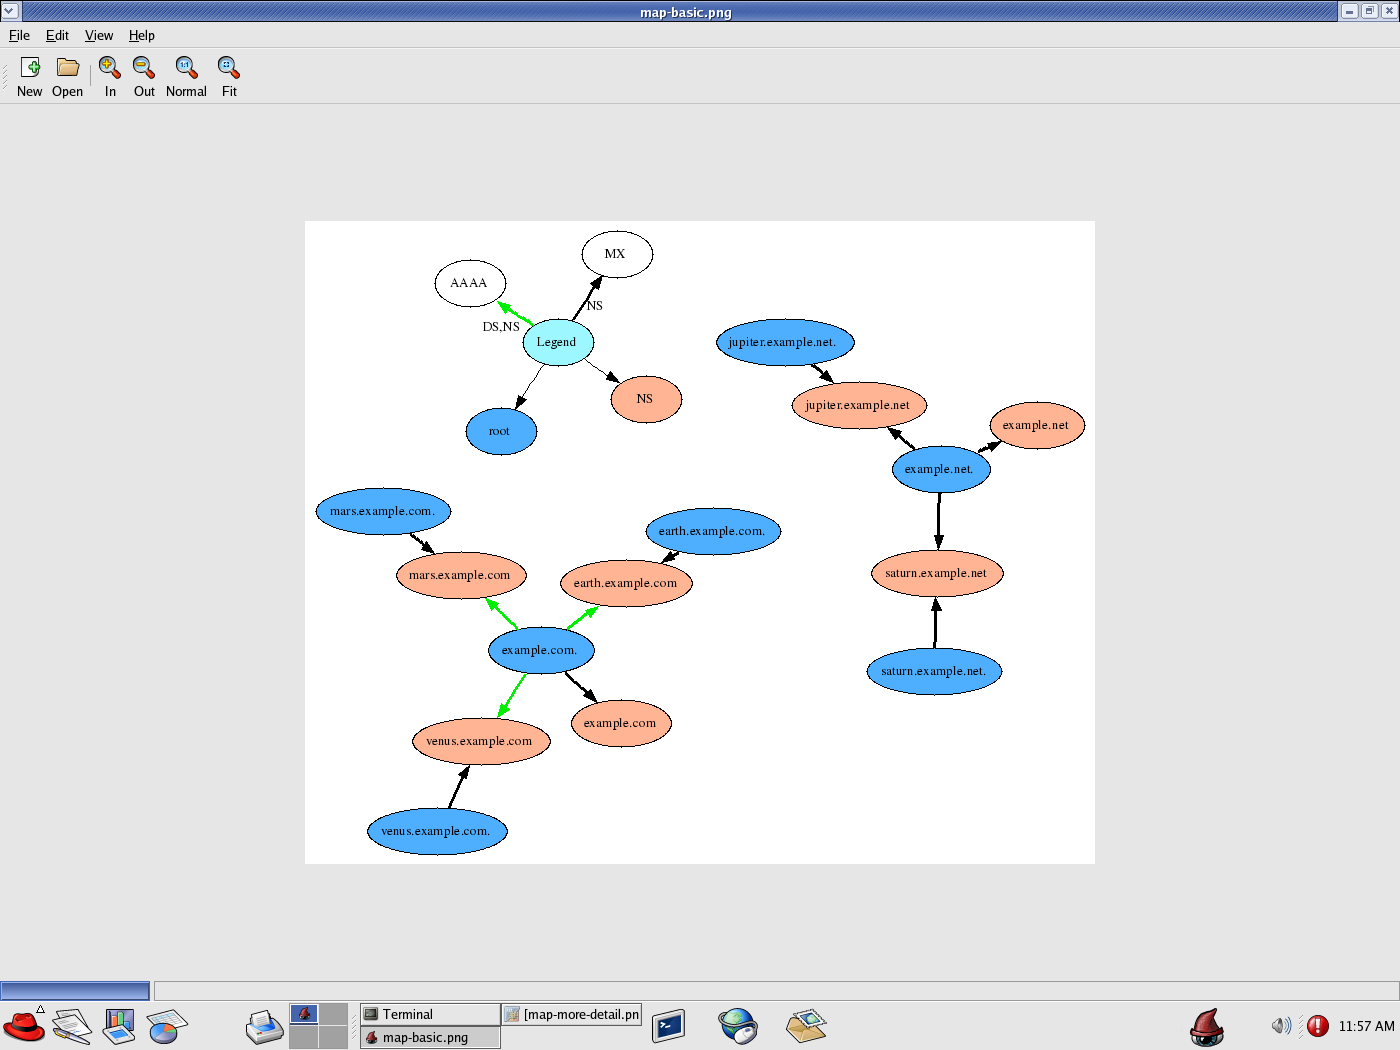 map-basic.png
File Edit View Help
New Open In Out Normal Fit
MX
AAAA
NS
DS,NS
Legend
NS
root
jupiter.example.net.
jupiter.example.net
example.net
example.net.
saturn.example.net
saturn.example.net.
mars.example.com.
earth.example.com.
mars.example.com
earth.example.com
example.com.
example.com
venus.example.com
venus.example.com.
Terminal
[map-more-detail.pn
map-basic.png
11:57 AM